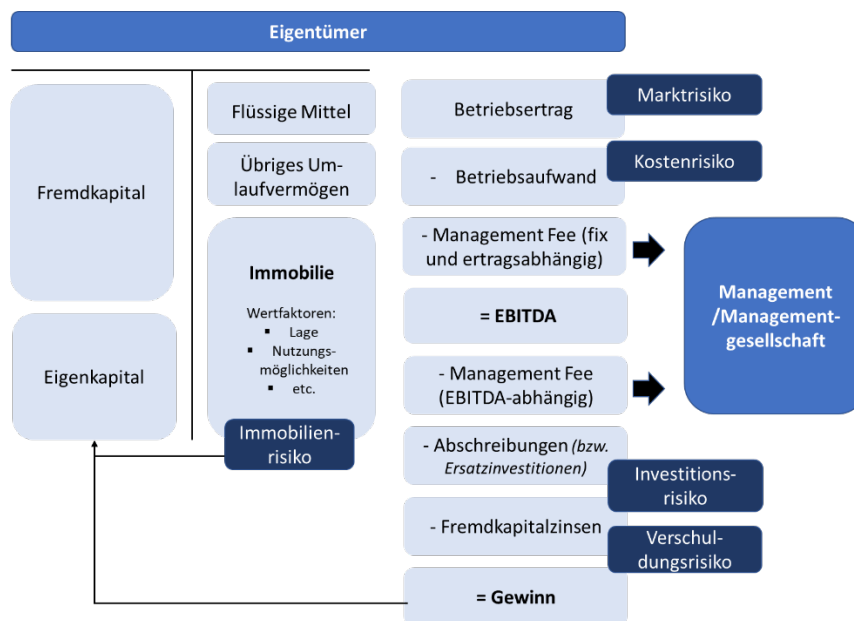 Eigentümer
Fremdkapital
Eigenkapital
Flüssige Mittel
Übriges Um-
laufvermögen
Immobilie
Wertfaktoren:
▪ Lage
▪ Nutzungs-
möglichkeiten
▪ etc.
Immobilien-
risiko
Betriebsertrag
Marktrisiko
- Betriebsaufwand
Kostenrisiko
- Management Fee (fix
und ertragsabhängig)
= EBITDA
- Management Fee
(EBITDA-abhängig)
- Abschreibungen (bzw.
Ersatzinvestitionen)
Investitions-
risiko
- Fremdkapitalzinsen
Verschul-
dungsrisiko
= Gewinn
Management
/Management-
gesellschaft